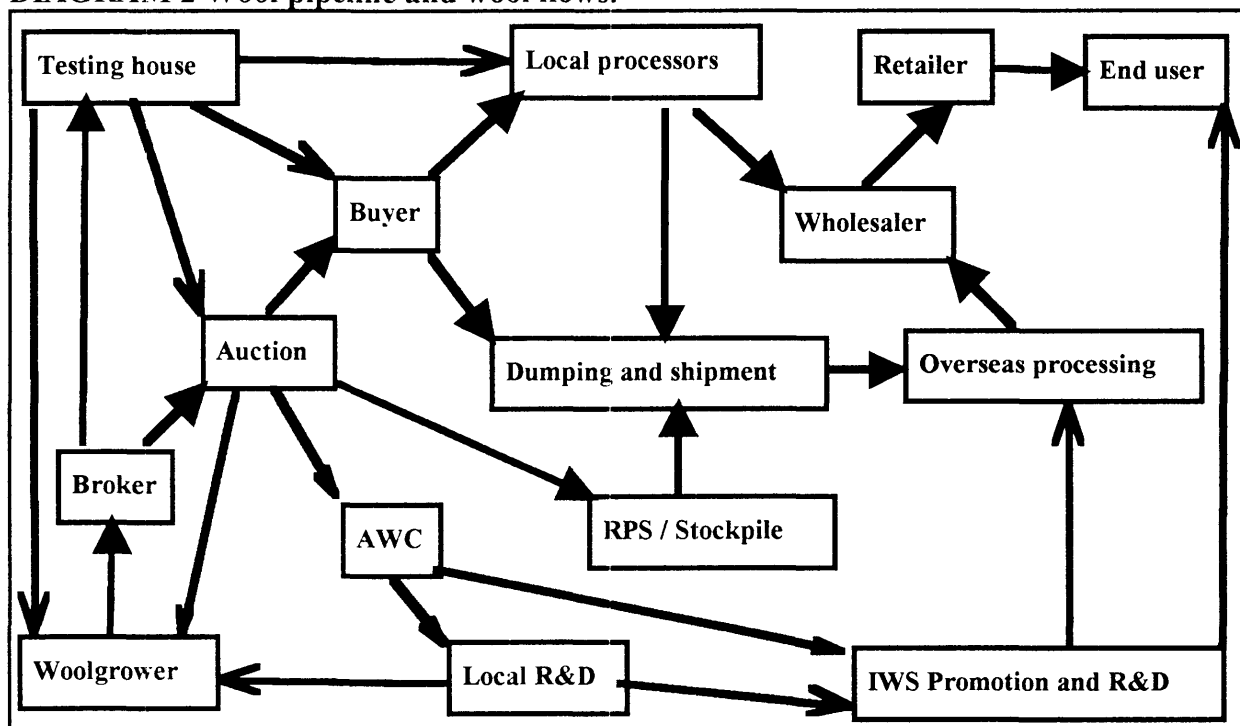 DIAGRAM 2 Wool pipeline and wool flows.
Testing house
Local processors
Retailer
End user
Buyer
Wholesaler
Auction
Dumping and shipment
Overseas processing
Broker
AWC
RPS / Stockpile
Woolgrower
Local R&D
IWS Promotion and R&D